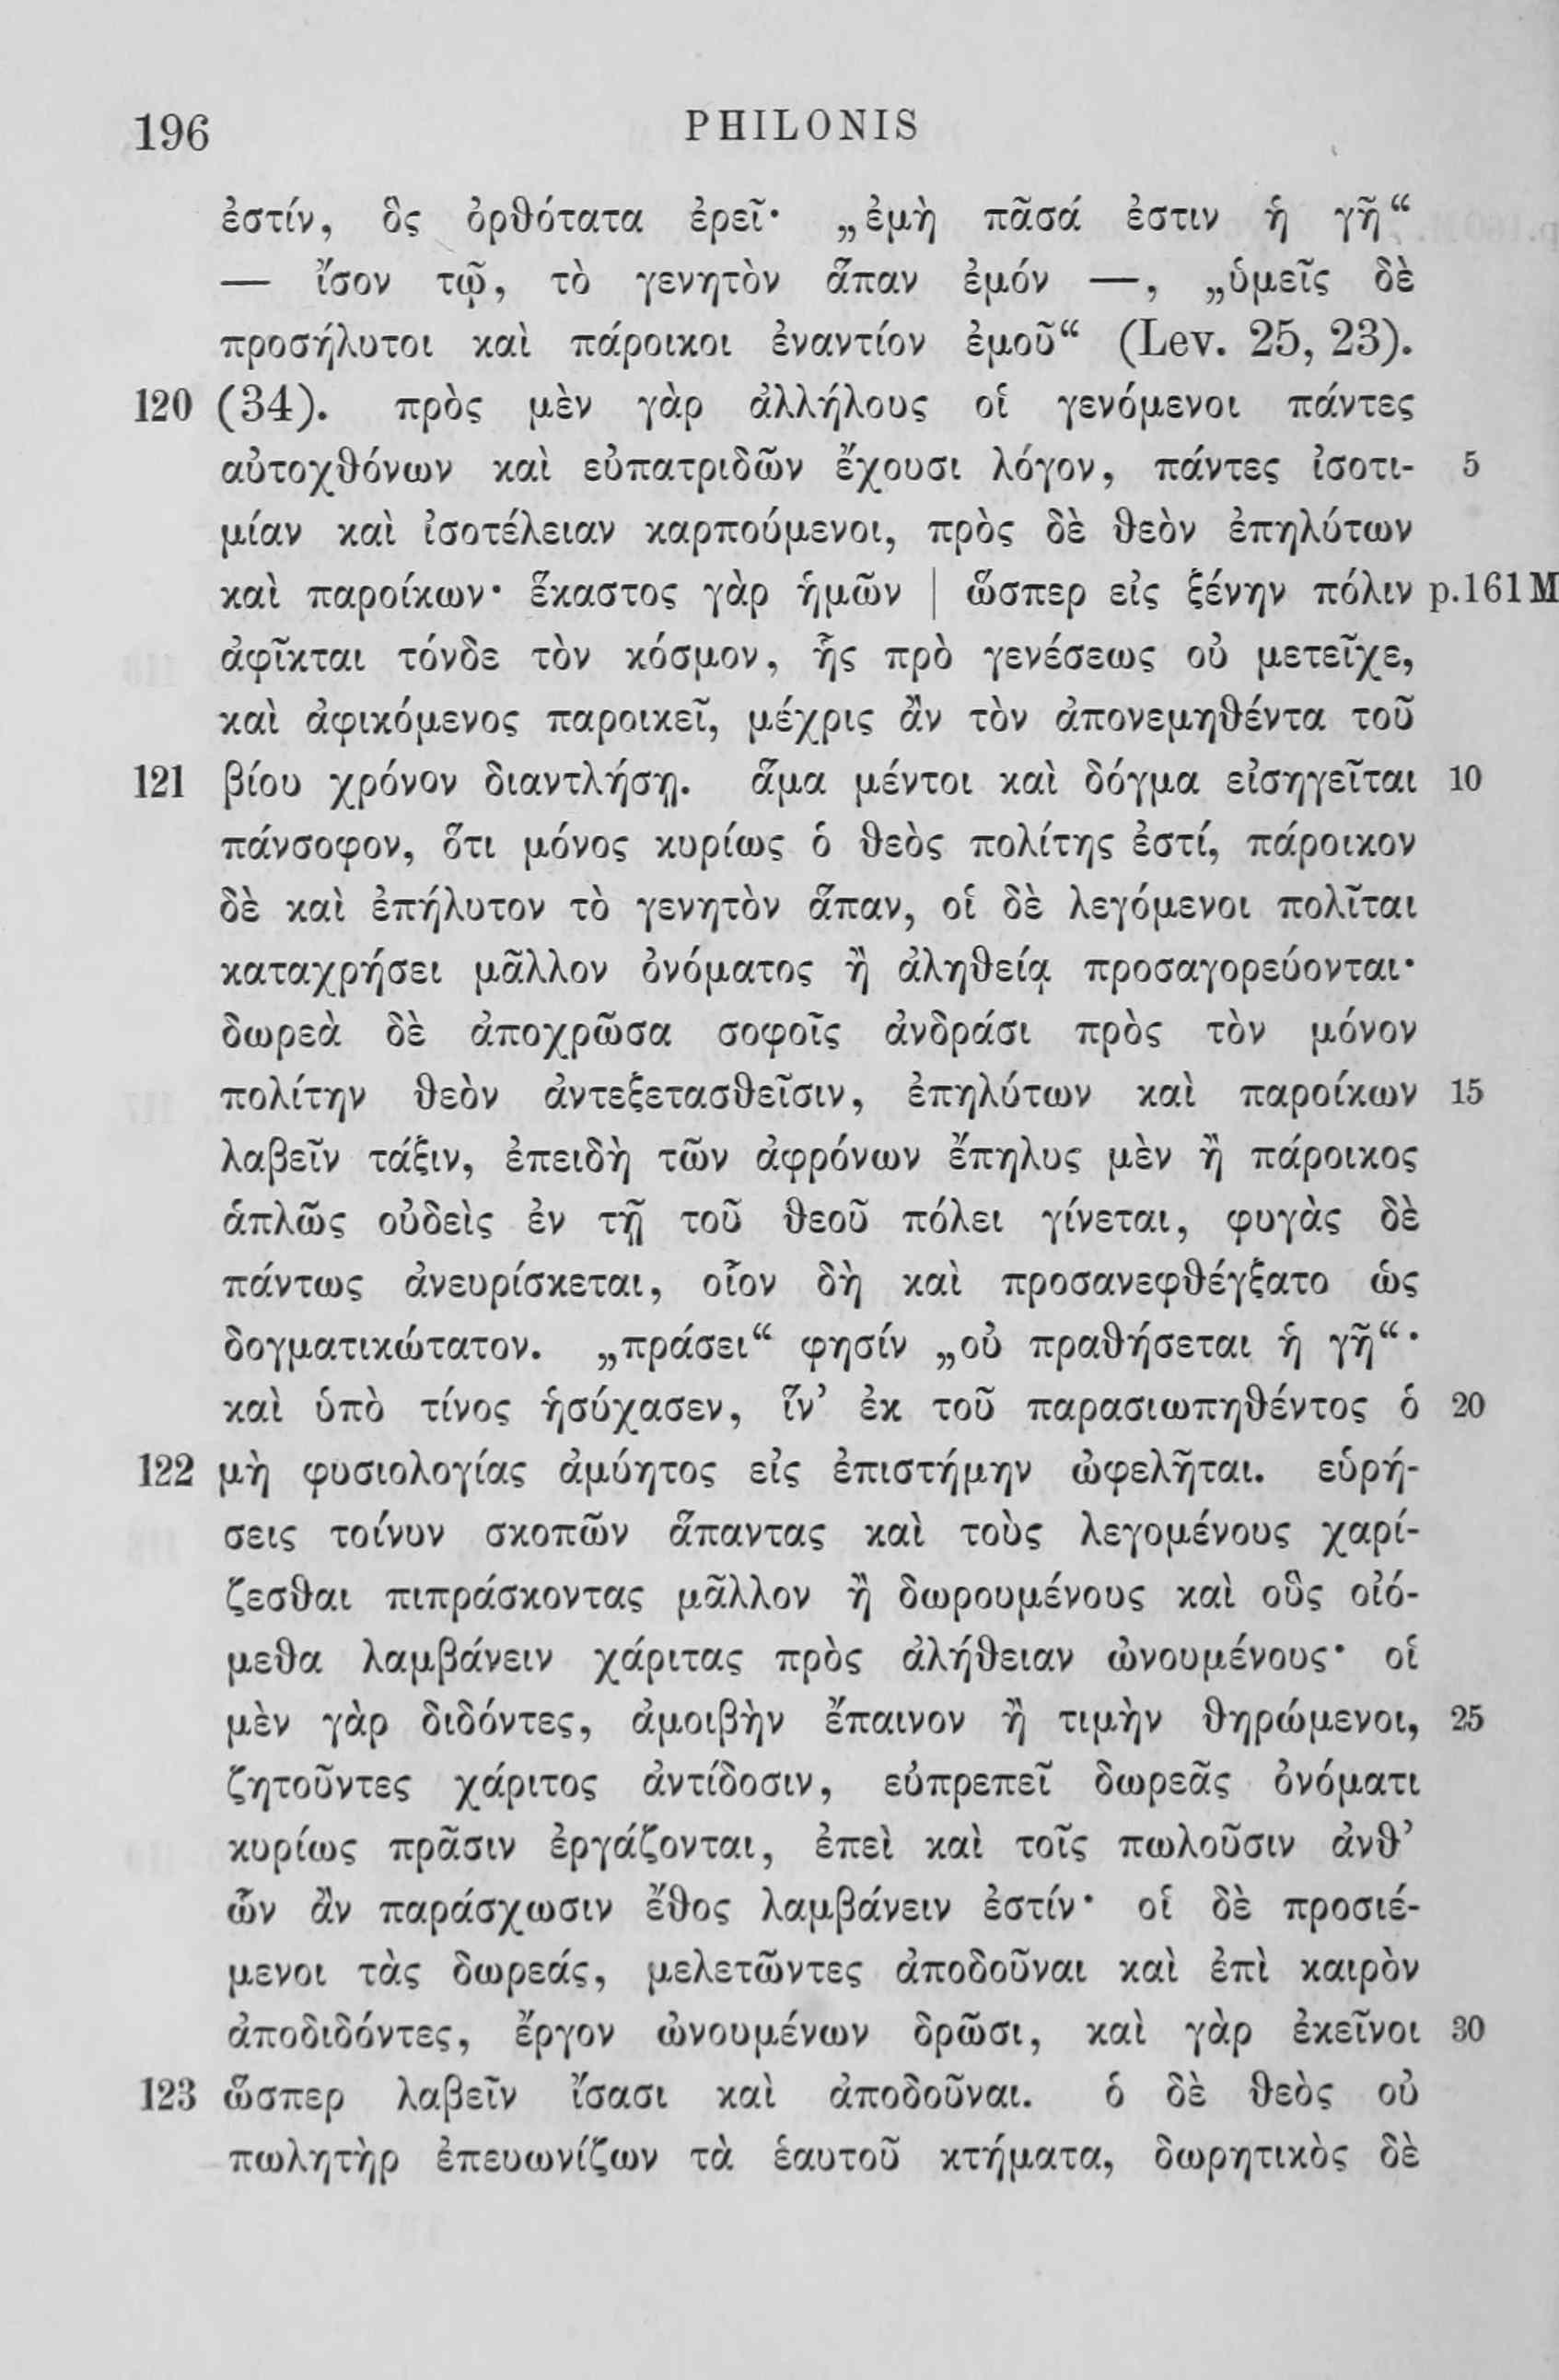 196 PHILONIS
ἐστίν, ὃς ὀρθότατα ἐρεῖ· „ἐμὴ πᾶσά ἐστιν ἡ γῆ“
— ἴσον τῷ, τὸ γενητὸν ἅπαν ἐμόν —, „ὑμεῖς δὲ
προσήλυτοι καὶ πάροικοι ἐναντίον ἐμοῦ“ (Lev. 25, 23).
120 (34). πρὸς μὲν γὰρ ἀλλήλους οἱ γενόμενοι πάντες
αὐτοχθόνων καὶ εὐπατριδῶν ἔχουσι λόγον, πάντες ἰσοτι- 5
μίαν καὶ ἰσοτέλειαν καρπούμενοι, πρὸς δὲ θεὸν ἐπηλύτων
καὶ παροίκων· ἕκαστος γὰρ ἡμῶν | ὥσπερ εἰς ξένην πόλιν p.161 M
ἀφῖκται τόνδε τὸν κόσμον, ἧς πρὸ γενέσεως οὐ μετεῖχε,
καὶ ἀφικόμενος παροικεῖ, μέχρις ἂν τὸν ἀπονεμηθέντα τοῦ
121 βίου χρόνον διαντλήσῃ. ἅμα μέντοι καὶ δόγμα εἰσηγεῖται 10
πάνσοφον, ὅτι μόνος κυρίως ὁ θεὸς πολίτης ἐστί, πάροικον
δὲ καὶ ἐπήλυτον τὸ γενητὸν ἅπαν, οἱ δὲ λεγόμενοι πολῖται
καταχρήσει μᾶλλον ὀνόματος ἢ ἀληθείᾳ προσαγορεύονται·
δωρεὰ δὲ ἀποχρῶσα σοφοῖς ἀνδράσι πρὸς τὸν μόνον
πολίτην θεὸν ἀντεξετασθεῖσιν, ἐπηλύτων καὶ παροίκων 15
λαβεῖν τάξιν, ἐπειδὴ τῶν ἀφρόνων ἔπηλυς μὲν ἢ πάροικος
ἁπλῶς οὐδεὶς ἐν τῇ τοῦ θεοῦ πόλει γίνεται, φυγὰς δὲ
πάντως ἀνευρίσκεται, οἷον δὴ καὶ προσανεφθέγξατο ὡς
δογματικώτατον. „πράσει“ φησίν „οὐ πραθήσεται ἡ γῆ“·
καὶ ὑπὸ τίνος ἡσύχασεν, ἵν’ ἐκ τοῦ παρασιωπηθέντος ὁ 20
122 μὴ φυσιολογίας ἀμύητος εἰς ἐπιστήμην ὠφελῆται. εὑρή-
σεις τοίνυν σκοπῶν ἅπαντας καὶ τοὺς λεγομένους χαρί-
ζεσθαι πιπράσκοντας μᾶλλον ἢ δωρουμένους καὶ οὓς οἰό-
μεθα λαμβάνειν χάριτας πρὸς ἀλήθειαν ὠνουμένους· οἱ
μὲν γὰρ διδόντες, ἀμοιβὴν ἔπαινον ἢ τιμὴν θηρώμενοι, 25
ζητοῦντες χάριτος ἀντίδοσιν, εὐπρεπεῖ δωρεᾶς ὀνόματι
κυρίως πρᾶσιν ἐργάζονται, ἐπεὶ καὶ τοῖς πωλοῦσιν ἀνθ’
ὧν ἂν παράσχωσιν ἔθος λαμβάνειν ἐστίν· οἱ δὲ προσιέ-
μενοι τὰς δωρεάς, μελετῶντες ἀποδοῦναι καὶ ἐπὶ καιρὸν
ἀποδιδόντες, ἔργον ὠνουμένων δρῶσι, καὶ γὰρ ἐκεῖνοι 30
123 ὥσπερ λαβεῖν ἴσασι καὶ ἀποδοῦναι. ὁ δὲ θεὸς οὐ
πωλητὴρ ἐπευωνίζων τὰ ἑαυτοῦ κτήματα, δωρητικὸς δὲ